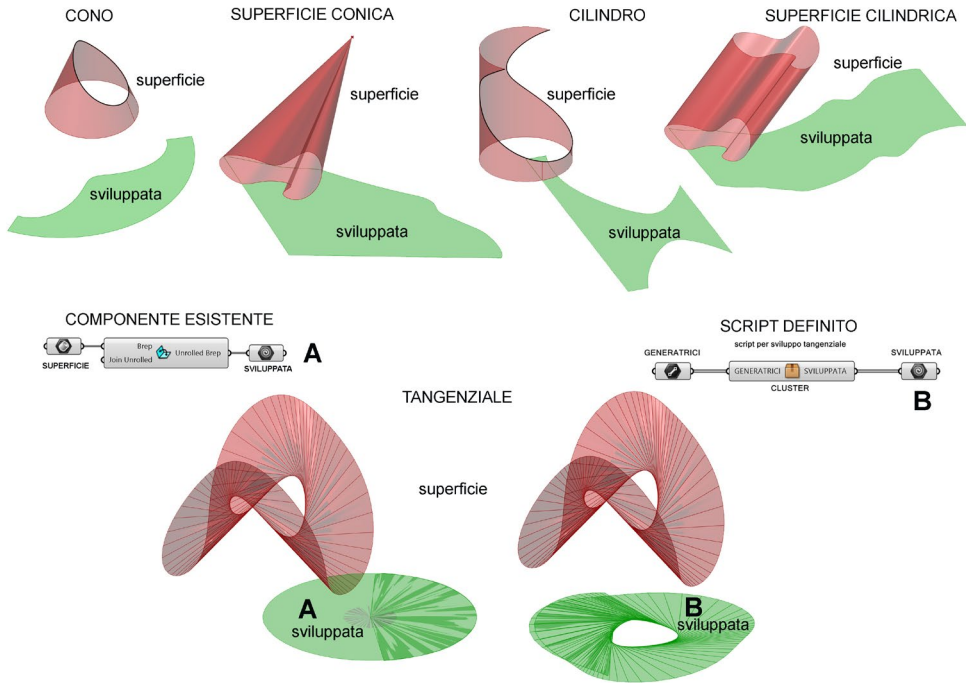 CONO
SUPERFICIE CONICA
CILINDRO
SUPERFICIE CILINDRICA
superficie
superficie
superficie
superficie
sviluppata
sviluppata
sviluppata
sviluppata
COMPONENTE ESISTENTE
Brep
Join Unrolled
Unrolled Brep
SUPERFICIE
SVILUPPATA
A
SCRIPT DEFINITO
script per sviluppo tangenziale
GENERATRICI
SVILUPPATA
GENERATRICI
SVILUPPATA
CLUSTER
B
TANGENZIALE
superficie
A
sviluppata
B
sviluppata